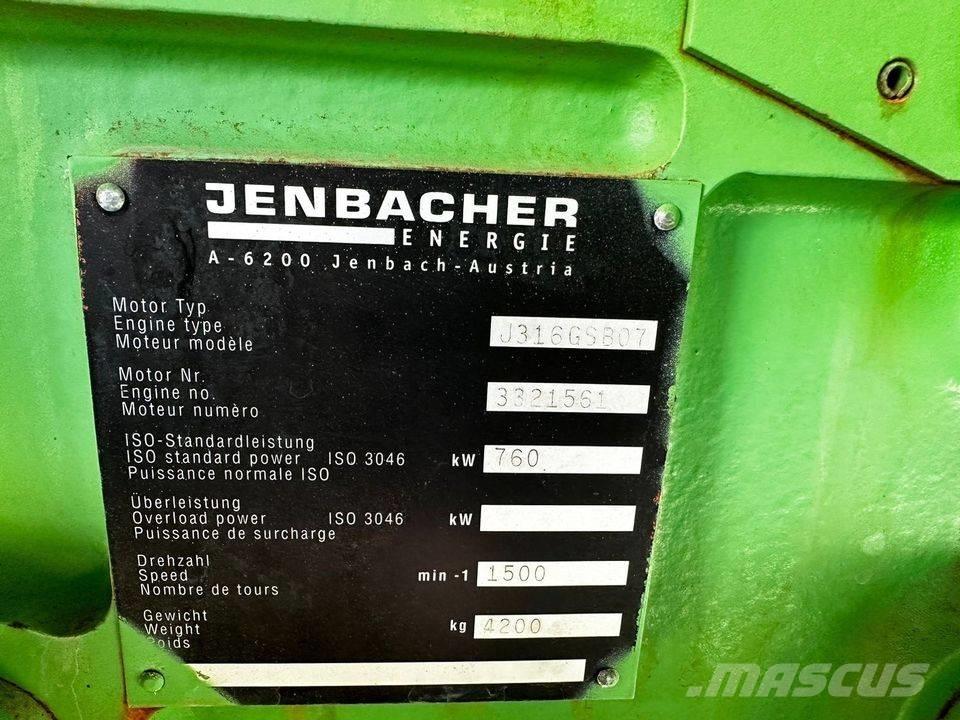 JENBACHER
ENERGIE
A-6200 Jenbach-Austria
Motor Typ
Engine type
Moteur modèle
J316GSB07
Motor Nr.
Engine no.
Moteur numèro
3321561
ISO-Standardleistung
ISO standard power ISO 3046 kW 760
Puissance normale ISO
Überleistung
Overload power ISO 3046 kW
Puissance de surcharge
Drehzahl
Speed min -1 1500
Nombre de tours
Gewicht
Weight kg 4200
oids
MASCUS